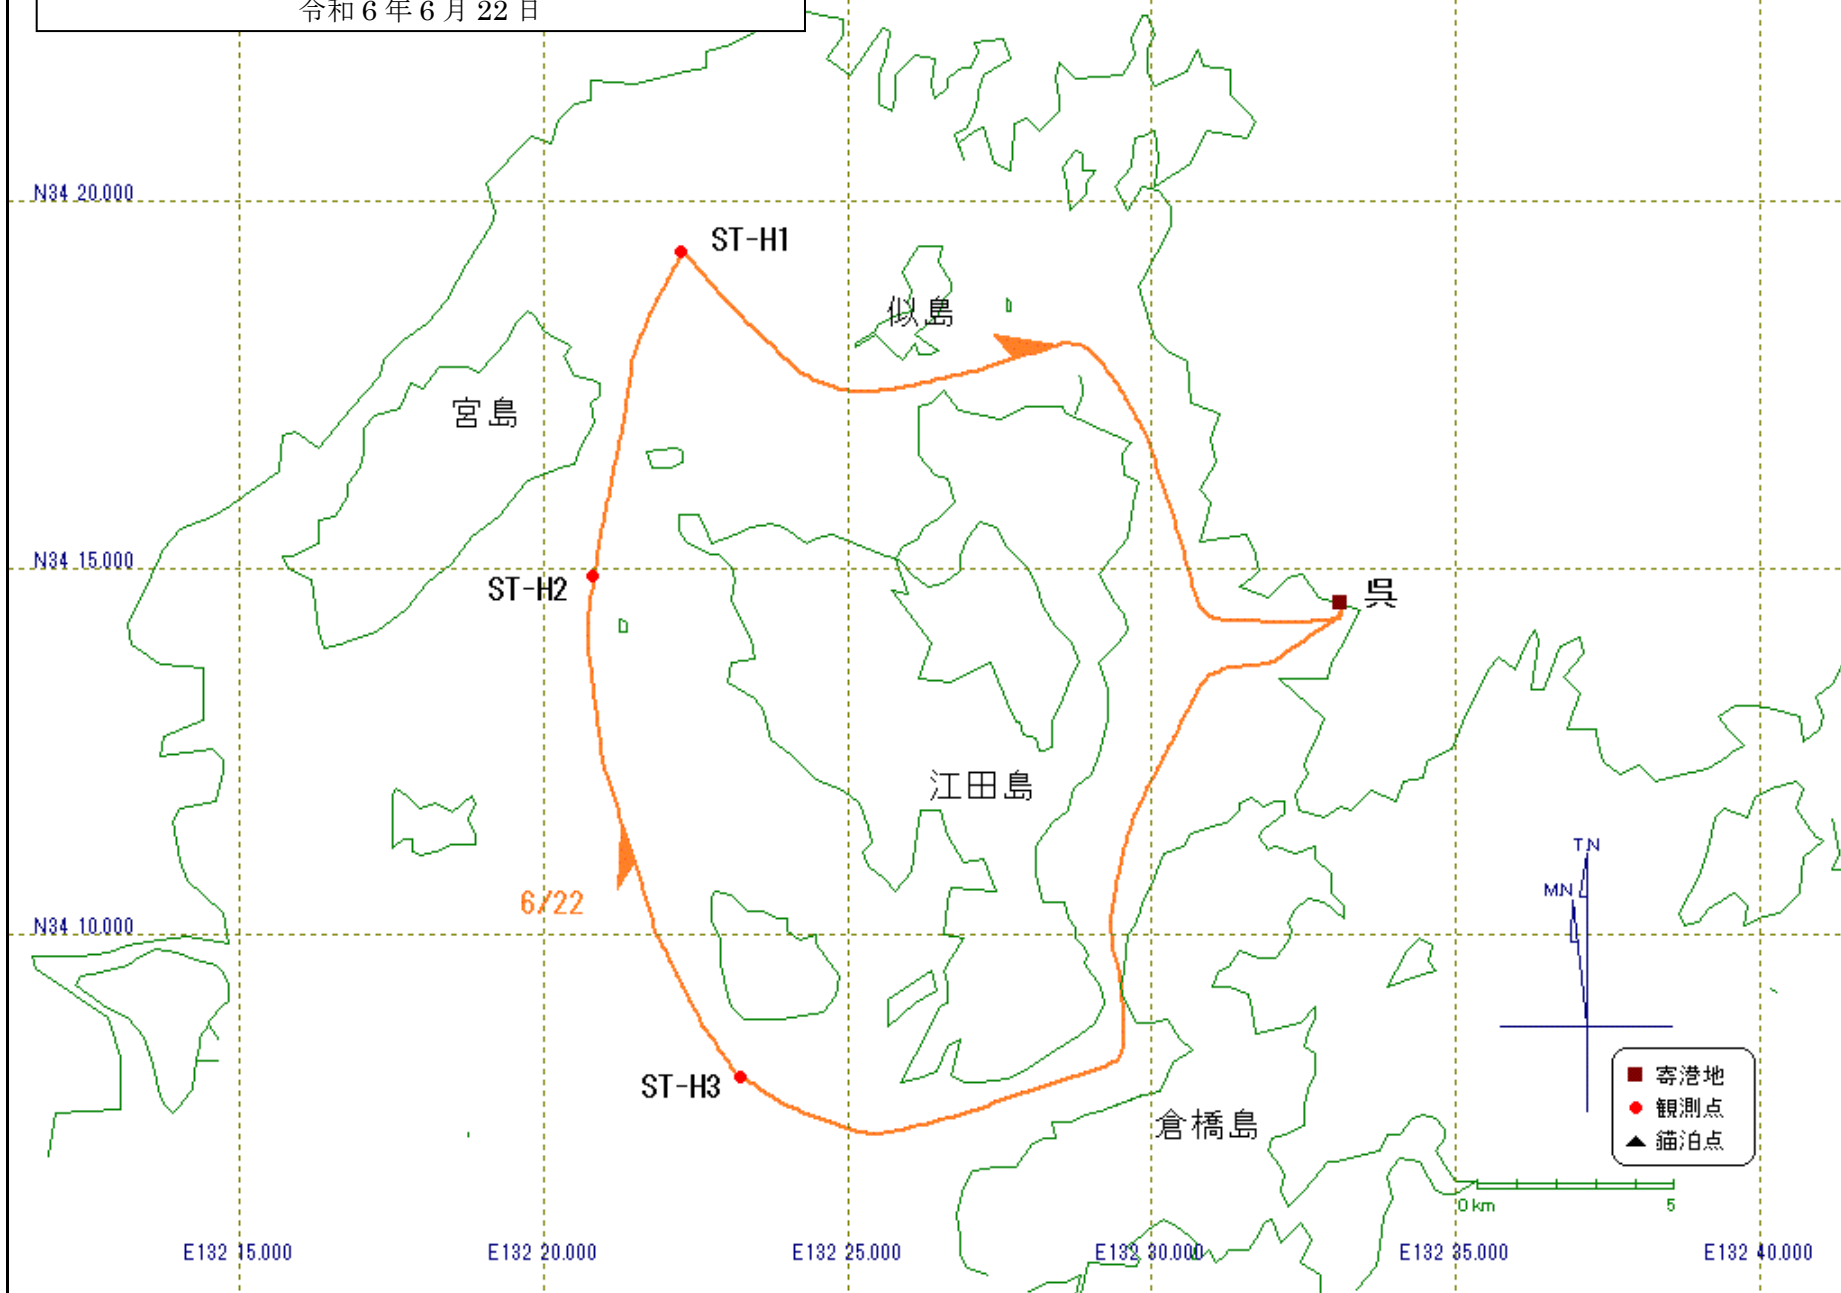 令和6年6月22日
N34 20.000
ST-H1
似島
宮島
N34 15.000
ST-H2
呉
江田島
T.N
M.N
6/22
N34 10.000
ST-H3
倉橋島
寄港地
観測点
錨泊点
0 km 5
E132 15.000 E132 20.000 E132 25.000 E132 30.000 E132 35.000 E132 40.000